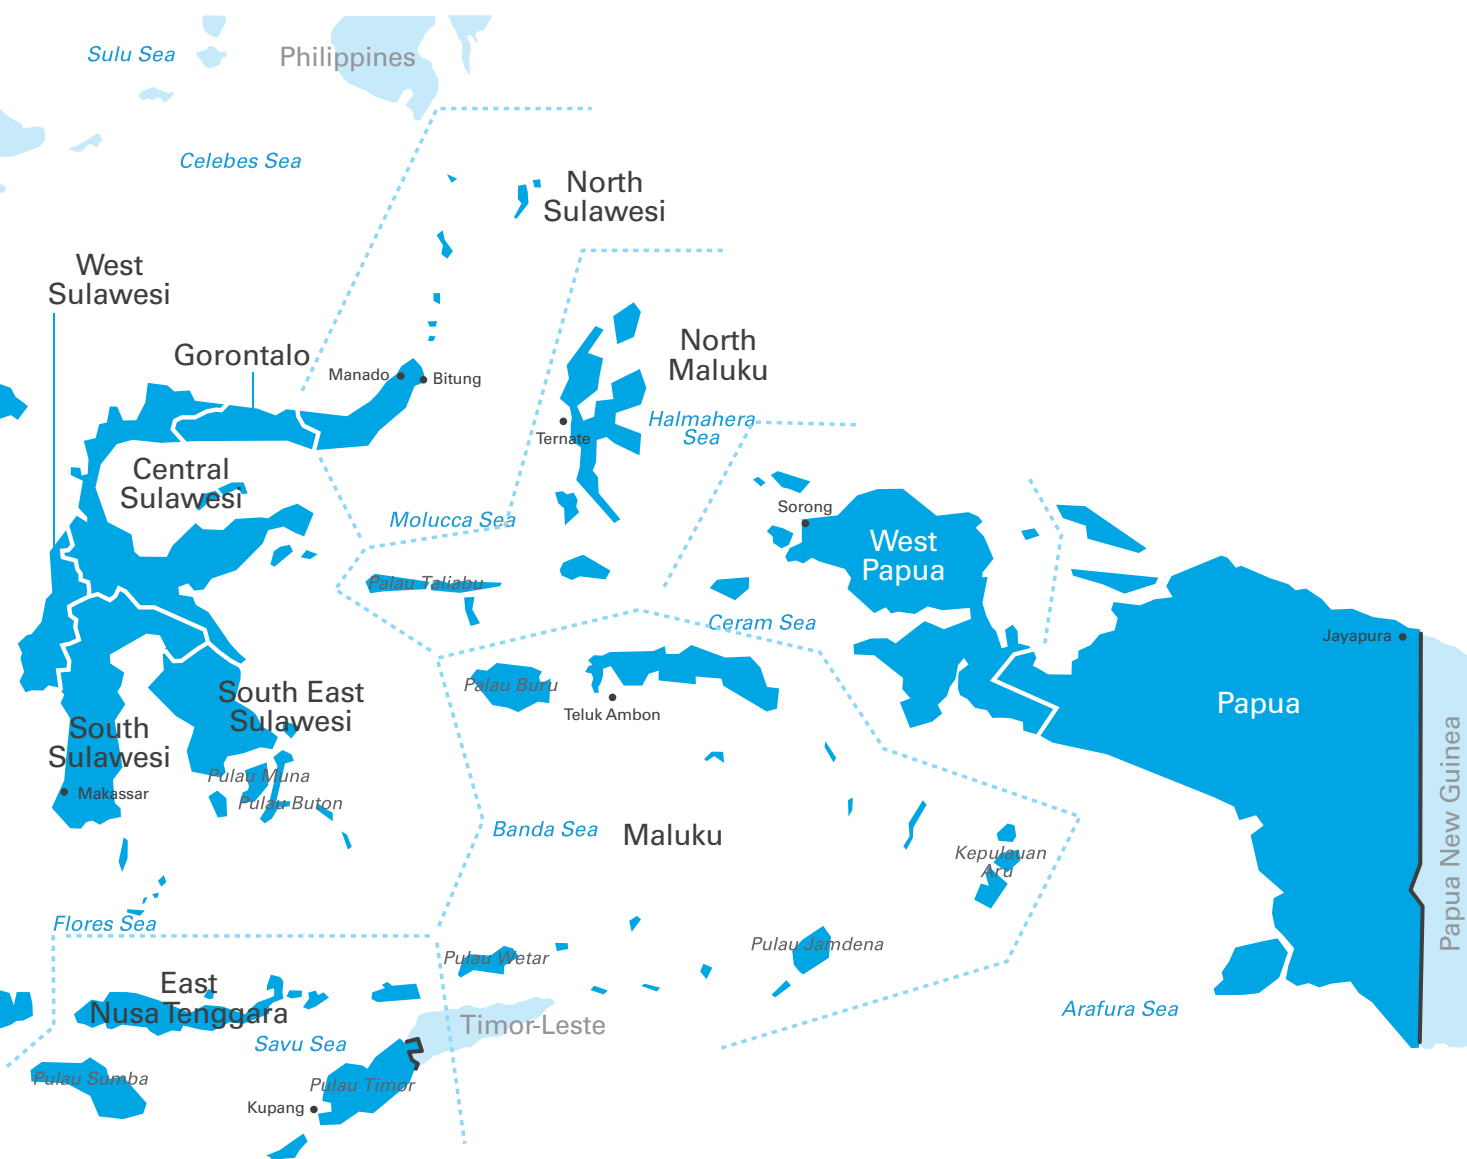 Sulu Sea
Philippines
Celebes Sea
North
Sulawesi
West
Sulawesi
Gorontalo
Manado
Bitung
North
Maluku
Halmahera
Sea
Ternate
Central
Sulawesi
Molucca Sea
Sorong
West
Papua
Palau Taliabu
Ceram Sea
Jayapura
Palau Buru
Teluk Ambon
South East
Sulawesi
South
Sulawesi
Papua
Papua New Guinea
Pulau Muna
Pulau Buton
Makassar
Banda Sea
Maluku
Kepulauan
Aru
Flores Sea
Pulau Wetar
Pulau Jamdena
East
Nusa Tenggara
Arafura Sea
Timor-Leste
Savu Sea
Pulau Sumba
Pulau Timor
Kupang